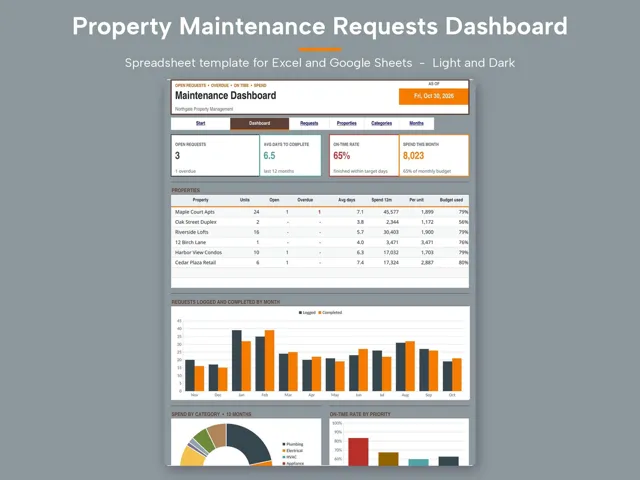 Property Maintenance Requests Dashboard
Spreadsheet template for Excel and Google Sheets - Light and Dark
OPEN REQUESTS • OVERDUE • ON-TIME • SPEND
AS OF
Maintenance Dashboard
Fri, Oct 30, 2026
Northgate Property Management
Start Dashboard Requests Properties Categories Months
OPEN REQUESTS AVG DAYS TO COMPLETE ON-TIME RATE SPEND THIS MONTH
3 6.5 65% 8,023
1 overdue last 12 months finished within target days 65% of monthly budget
PROPERTIES
Property Units Open Overdue Avg days Spend 12m Per unit Budget used
Maple Court Apts 24 1 1 7.1 45,577 1,899 79%
Oak Street Duplex 2 - - 3.8 2,344 1,172 56%
Riverside Lofts 16 - - 5.7 30,403 1,900 79%
12 Birch Lane 1 - - 4.0 3,471 3,471 76%
Harbor View Condos 10 1 - 6.3 17,032 1,703 79%
Cedar Plaza Retail 6 1 - 7.4 17,324 2,887 80%
REQUESTS LOGGED AND COMPLETED BY MONTH
Logged Completed
45
40
35
30
25
20
15
10
5
0
Nov Dec Jan Feb Mar Apr May Jun Jul Aug Sep Oct
SPEND BY CATEGORY • 12 MONTHS ON-TIME RATE BY PRIORITY
100%
90%
80%
70%
60%
Plumbing
Electrical
HVAC
Appliance